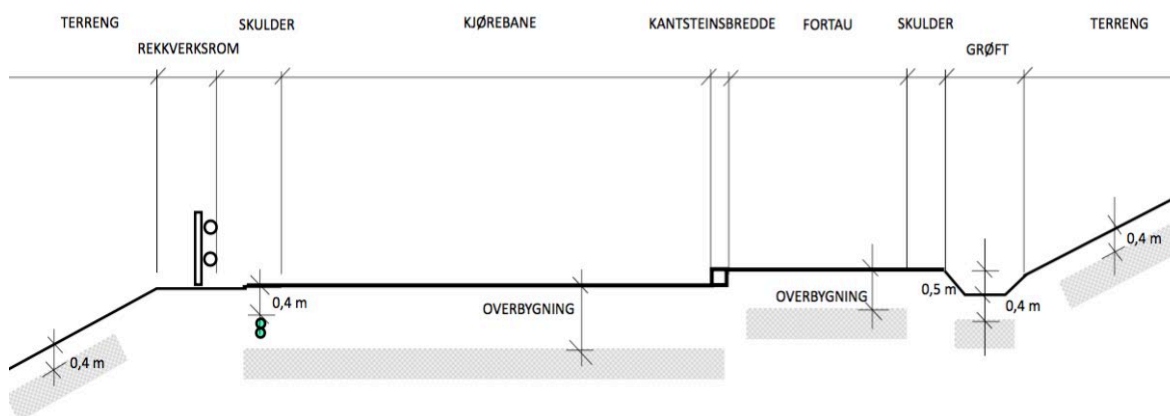 TERRENG SKULDER KJØREBANE KANTSTEINSBREDDE FORTAU SKULDER TERRENG
REKKVERKSROM GRØFT
0,4 m
0,4 m
OVERBYGNING
OVERBYGNING
0,5 m
0,4 m
0,4 m